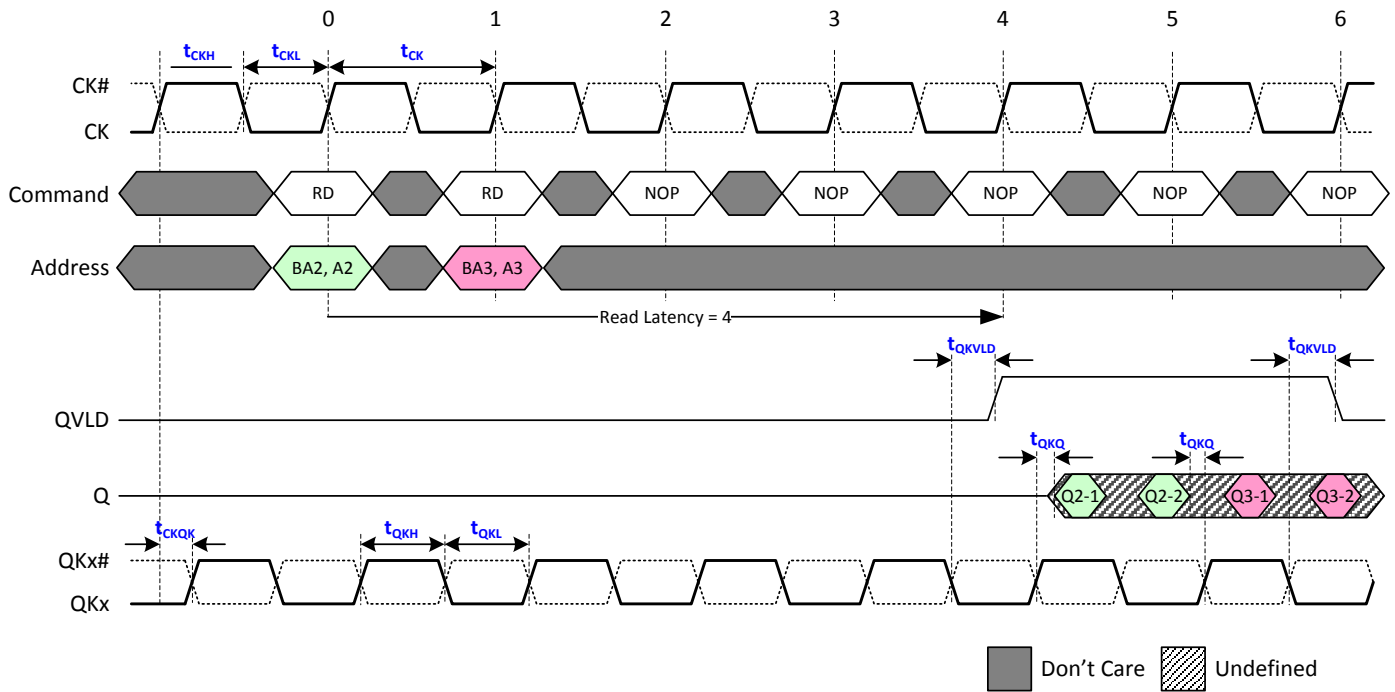 0 1 2 3 4 5 6
tCKH tCKL tCK
CK#
CK
Command RD RD NOP NOP NOP NOP NOP
Address BA2, A2 BA3, A3
Read Latency = 4
tQKVLD tQKVLD
QVLD
tQKQ tQKQ
Q Q2-1 Q2-2 Q3-1 Q3-2
tCKQK tQKH tQKL
QKx#
QKx
Don't Care Undefined